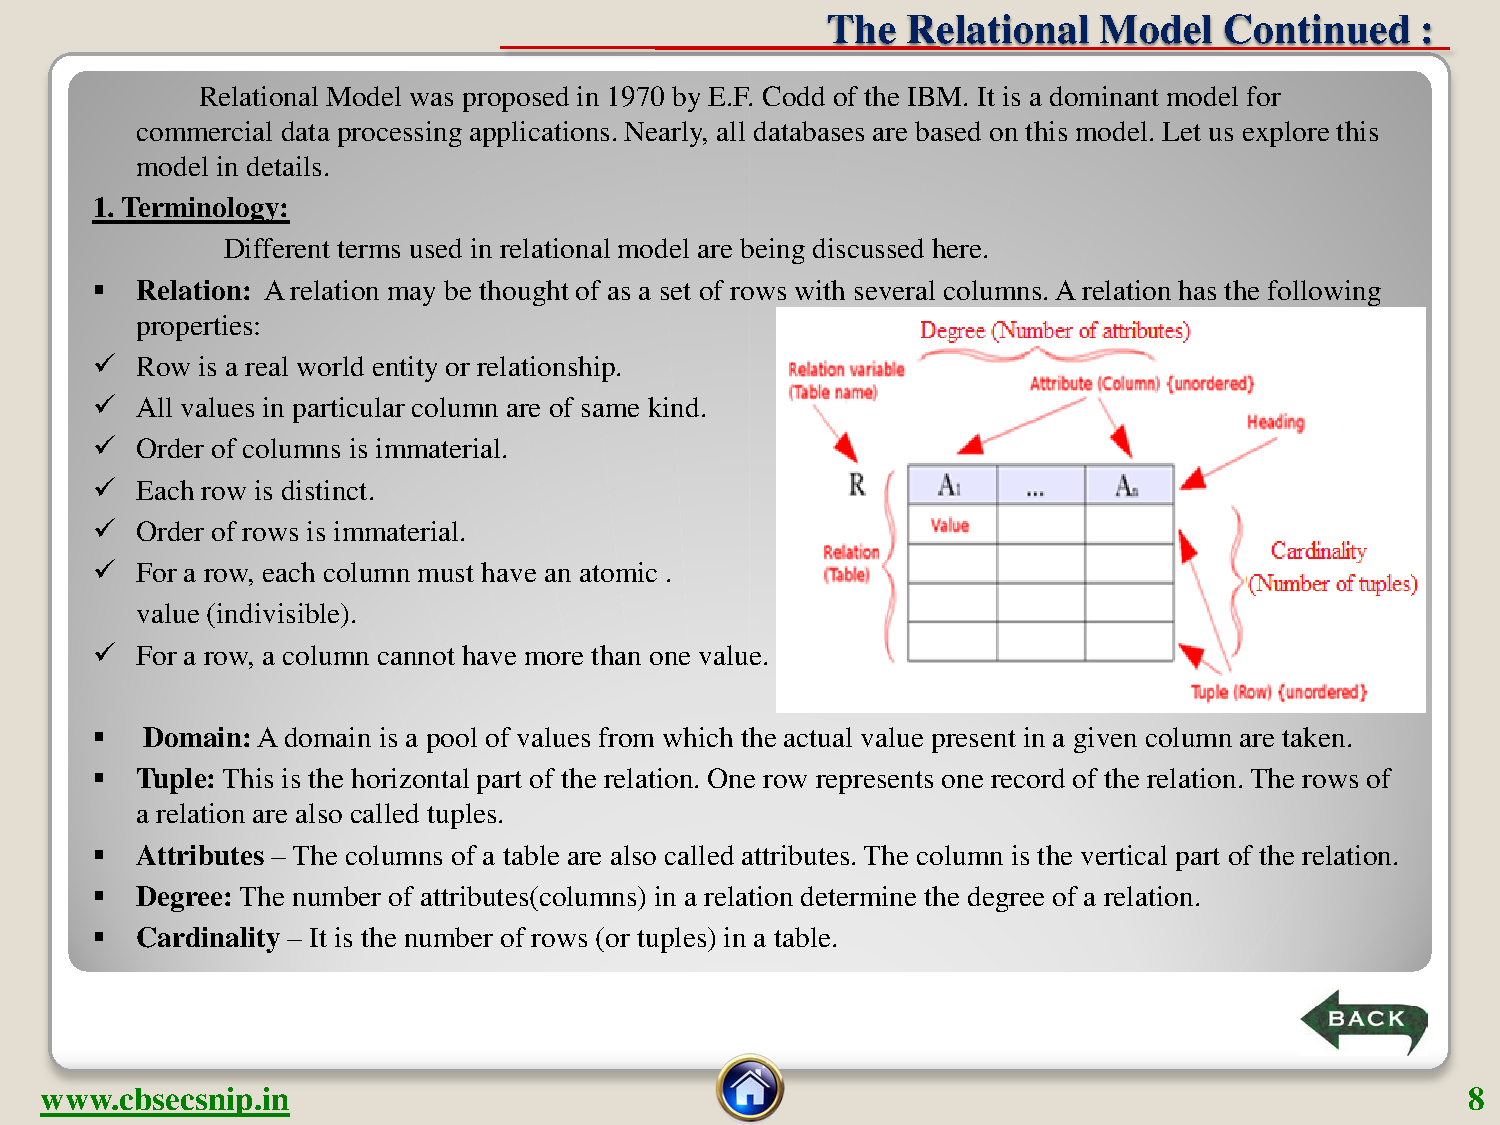 The Relational Model Continued :
Relational Model was proposed in 1970 by E.F. Codd of the IBM. It is a dominant model for
commercial data processing applications. Nearly, all databases are based on this model. Let us explore this
model in details.
1. Terminology:
Different terms used in relational model are being discussed here.
▪ Relation: A relation may be thought of as a set of rows with several columns. A relation has the following
properties:
✓ Row is a real world entity or relationship.
✓ All values in particular column are of same kind.
✓ Order of columns is immaterial.
✓ Each row is distinct.
✓ Order of rows is immaterial.
✓ For a row, each column must have an atomic .
value (indivisible).
✓ For a row, a column cannot have more than one value.
Degree (Number of attributes)
Relation variable
(Table name)
Attribute (Column) {unordered}
Heading
R
A1 ... An
Value
Relation
(Table)
Cardinality
(Number of tuples)
Tuple (Row) {unordered}
▪ Domain: A domain is a pool of values from which the actual value present in a given column are taken.
▪ Tuple: This is the horizontal part of the relation. One row represents one record of the relation. The rows of
a relation are also called tuples.
▪ Attributes – The columns of a table are also called attributes. The column is the vertical part of the relation.
▪ Degree: The number of attributes(columns) in a relation determine the degree of a relation.
▪ Cardinality – It is the number of rows (or tuples) in a table.
BACK
www.cbsecsnip.in
8